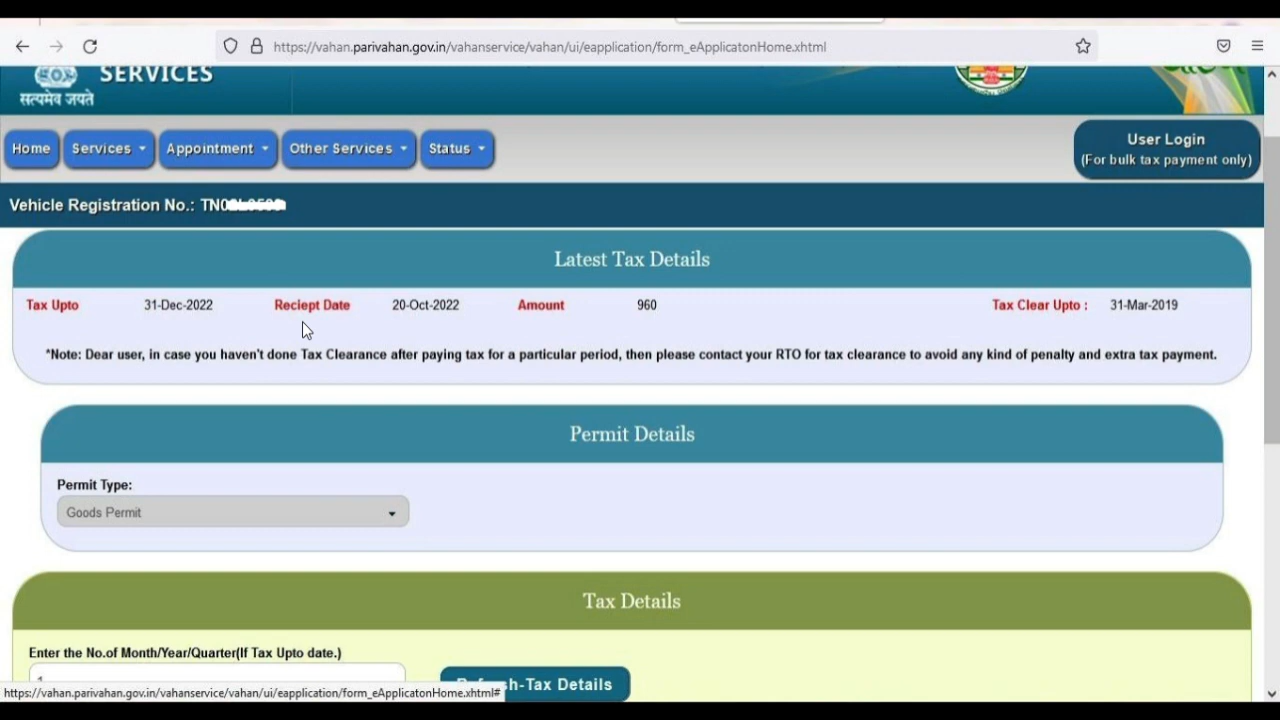 https://vahan.parivahan.gov.in/vahanservice/vahan/ui/eapplication/form_eApplicatonHome.xhtml
SERVICES
सत्यमेव जयते
Home Services Appointment Other Services Status
User Login
(For bulk tax payment only)
Vehicle Registration No.: TN0
Latest Tax Details
Tax Upto 31-Dec-2022 Reciept Date 20-Oct-2022 Amount 960 Tax Clear Upto : 31-Mar-2019
*Note: Dear user, in case you haven't done Tax Clearance after paying tax for a particular period, then please contact your RTO for tax clearance to avoid any kind of penalty and extra tax payment.
Permit Details
Permit Type:
Goods Permit
Tax Details
Enter the No.of Month/Year/Quarter(If Tax Upto date.)
1
-Tax Details
https://vahan.parivahan.gov.in/vahanservice/vahan/ui/eapplication/form_eApplicatonHome.xhtml#